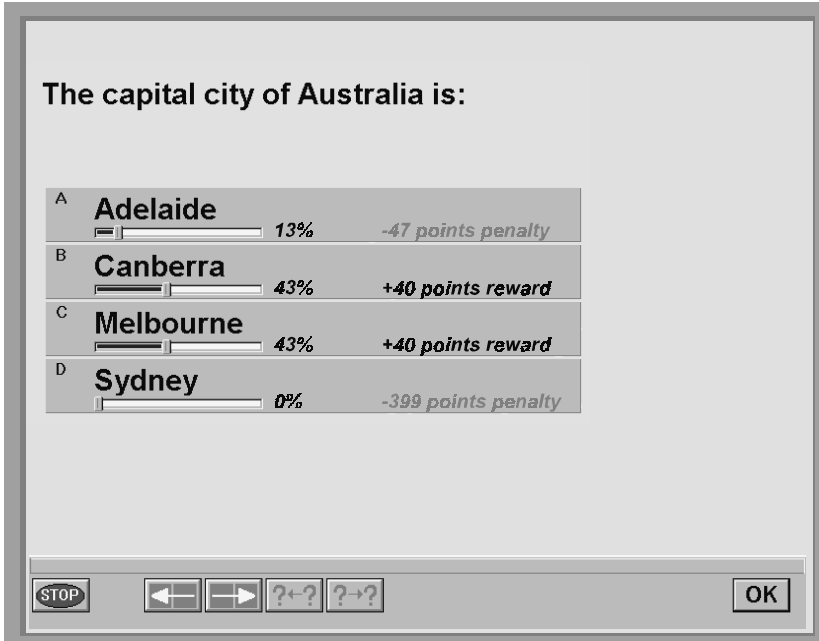 The capital city of Australia is:
A
Adelaide
13% -47 points penalty
B
Canberra
43% +40 points reward
C
Melbourne
43% +40 points reward
D
Sydney
0% -399 points penalty
STOP ?←? ?→? OK